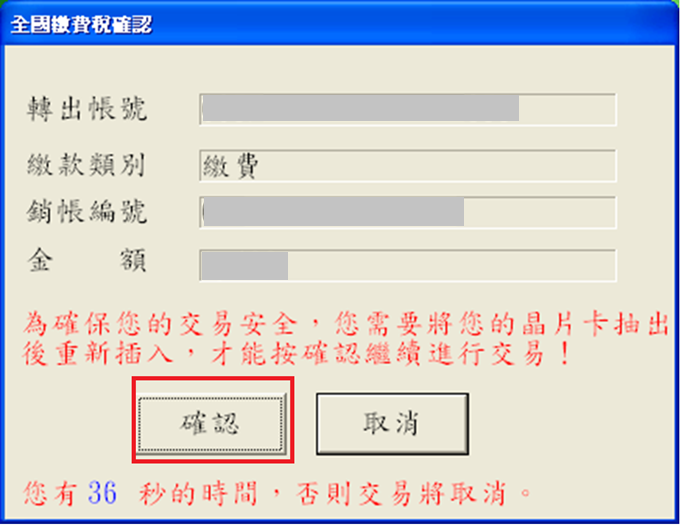 全國繳費稅確認
轉出帳號
繳款類別 繳費
銷帳編號
金 額
為確保您的交易安全，您需要將您的晶片卡抽出
後重新插入，才能按確認繼續進行交易！
確認 取消
您有36 秒的時間，否則交易將取消。